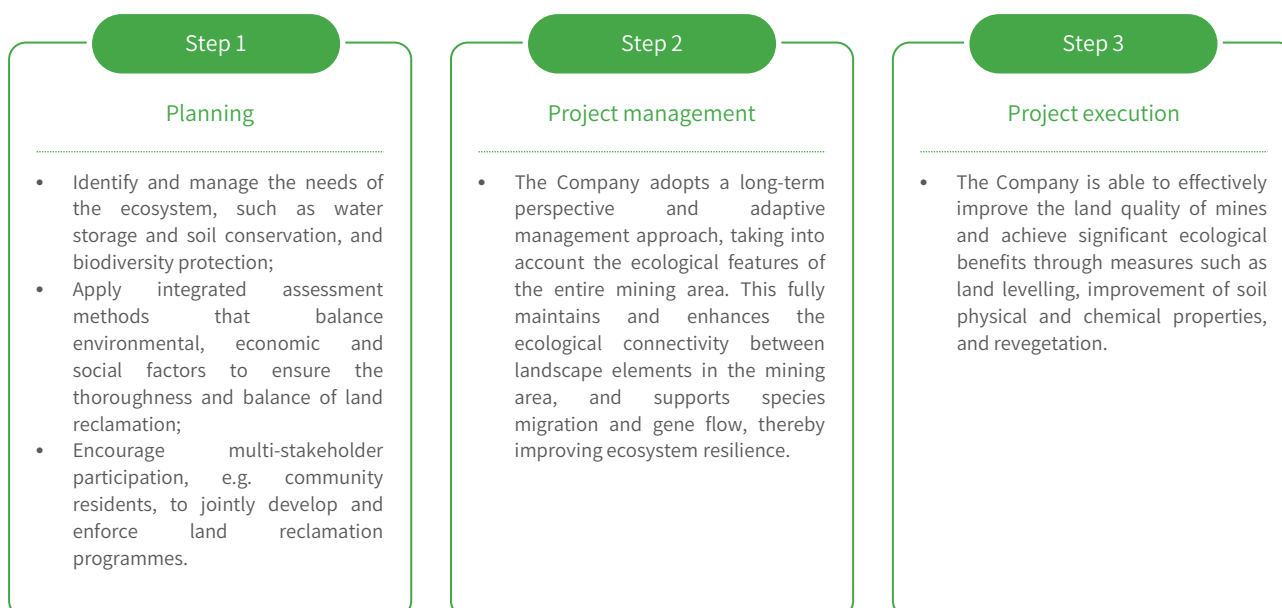 Step 1
Planning
• Identify and manage the needs of
the ecosystem, such as water
storage and soil conservation, and
biodiversity protection;
• Apply integrated assessment
methods that balance
environmental, economic and
social factors to ensure the
thoroughness and balance of land
reclamation;
• Encourage multi-stakeholder
participation, e.g. community
residents, to jointly develop and
enforce land reclamation
programmes.
Step 2
Project management
• The Company adopts a long-term
perspective and adaptive
management approach, taking into
account the ecological features of
the entire mining area. This fully
maintains and enhances the
ecological connectivity between
landscape elements in the mining
area, and supports species
migration and gene flow, thereby
improving ecosystem resilience.
Step 3
Project execution
• The Company is able to effectively
improve the land quality of mines
and achieve significant ecological
benefits through measures such as
land levelling, improvement of soil
physical and chemical properties,
and revegetation.